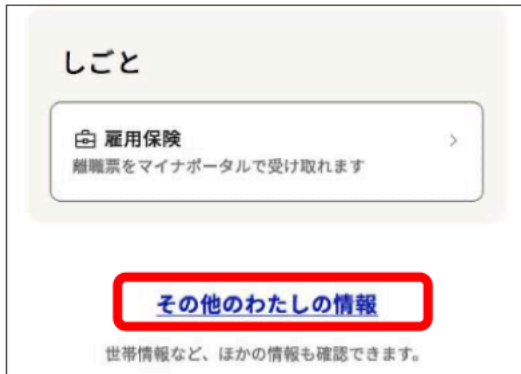 しごと
雇用保険
離職票をマイナポータルで受け取れます
その他のわたしの情報
世帯情報など、ほかの情報も確認できます。